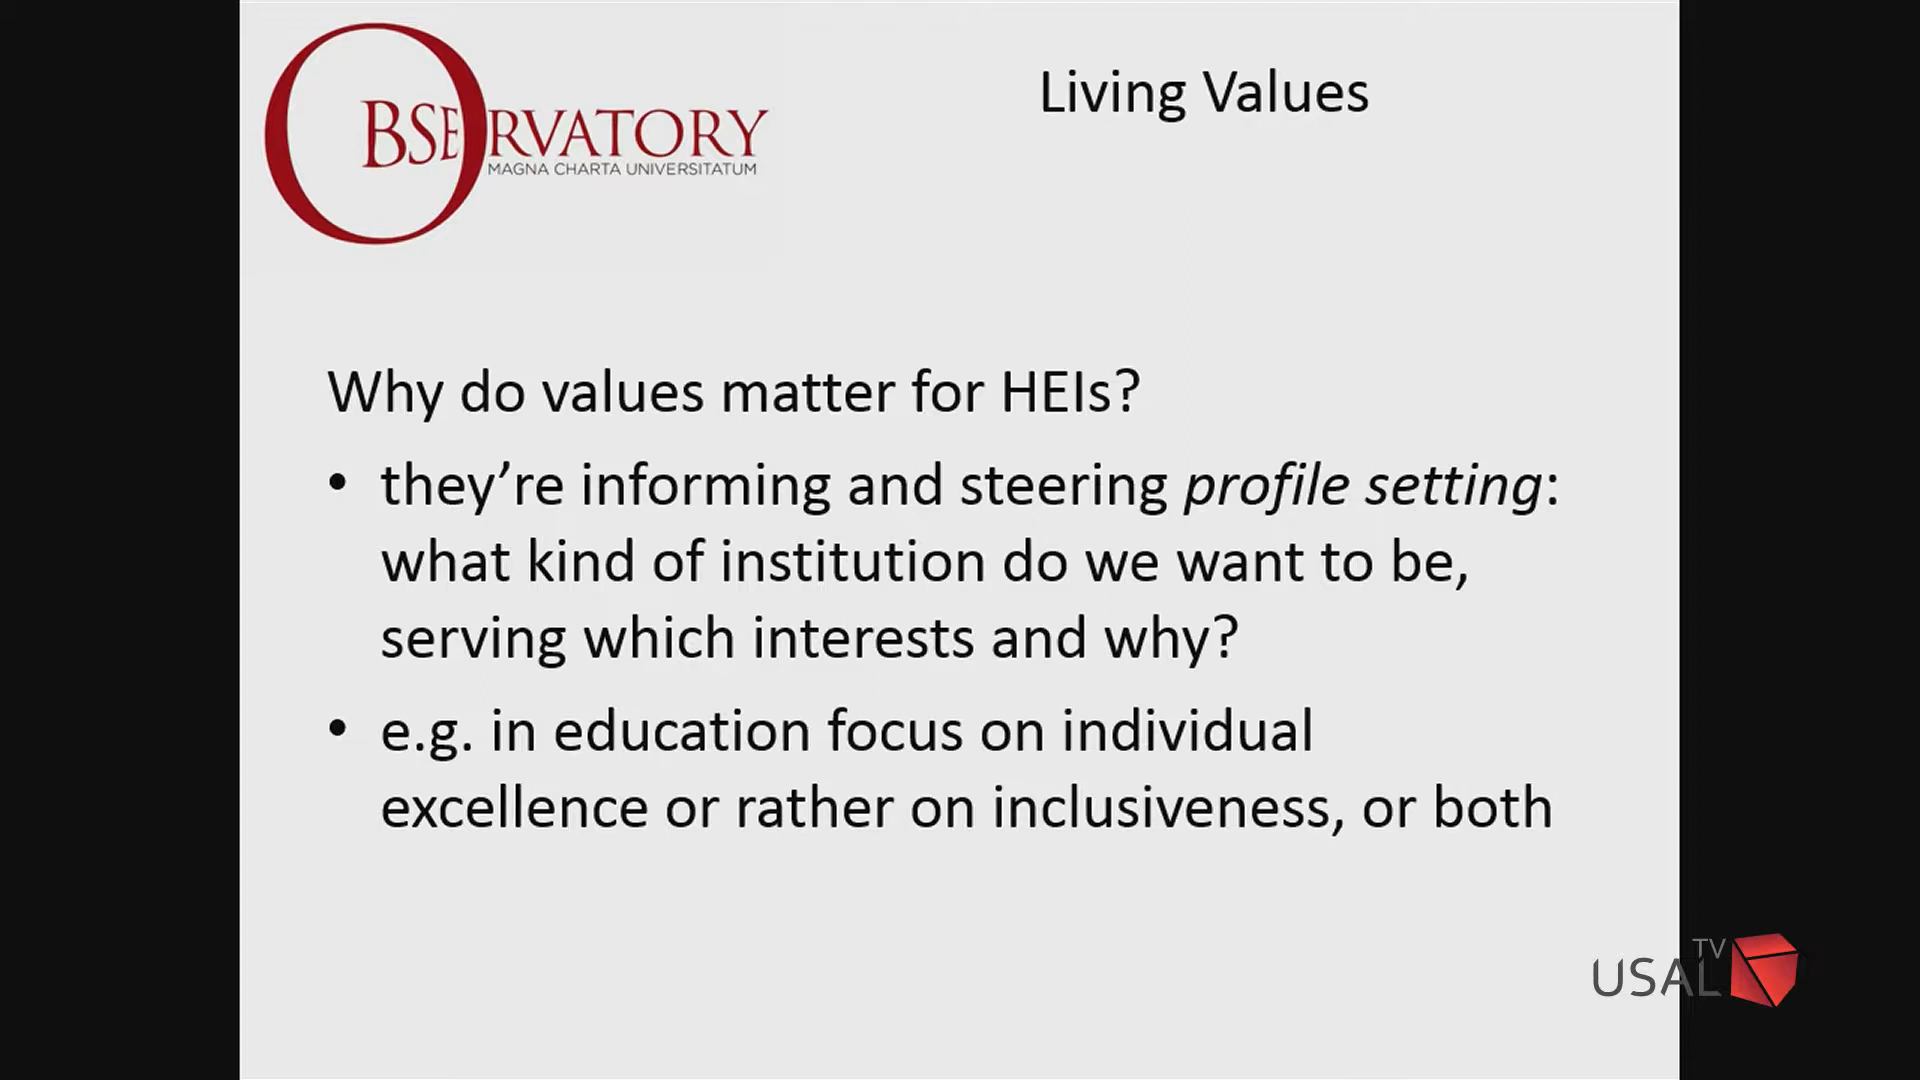 OBSERVATORY
MAGNA CHARTA UNIVERSITATUM
Living Values
Why do values matter for HEIs?
• they’re informing and steering profile setting:
what kind of institution do we want to be,
serving which interests and why?
• e.g. in education focus on individual
excellence or rather on inclusiveness, or both
TV
USAL